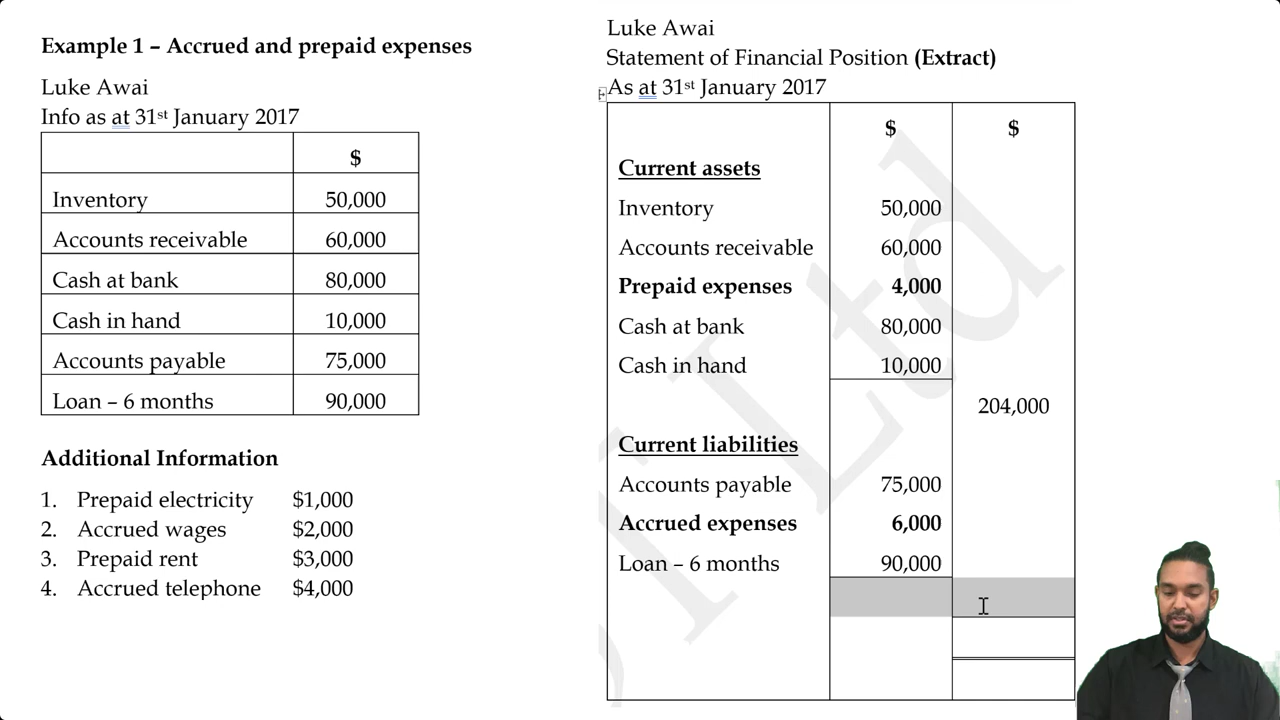 Example 1 – Accrued and prepaid expenses
Luke Awai
Info as at 31st January 2017
$
Inventory 50,000
Accounts receivable 60,000
Cash at bank 80,000
Cash in hand 10,000
Accounts payable 75,000
Loan – 6 months 90,000
Additional Information
1. Prepaid electricity $1,000
2. Accrued wages $2,000
3. Prepaid rent $3,000
4. Accrued telephone $4,000
Luke Awai
Statement of Financial Position (Extract)
As at 31st January 2017
$ $
Current assets
Inventory 50,000
Accounts receivable 60,000
Prepaid expenses 4,000
Cash at bank 80,000
Cash in hand 10,000
204,000
Current liabilities
Accounts payable 75,000
Accrued expenses 6,000
Loan – 6 months 90,000
Ltd